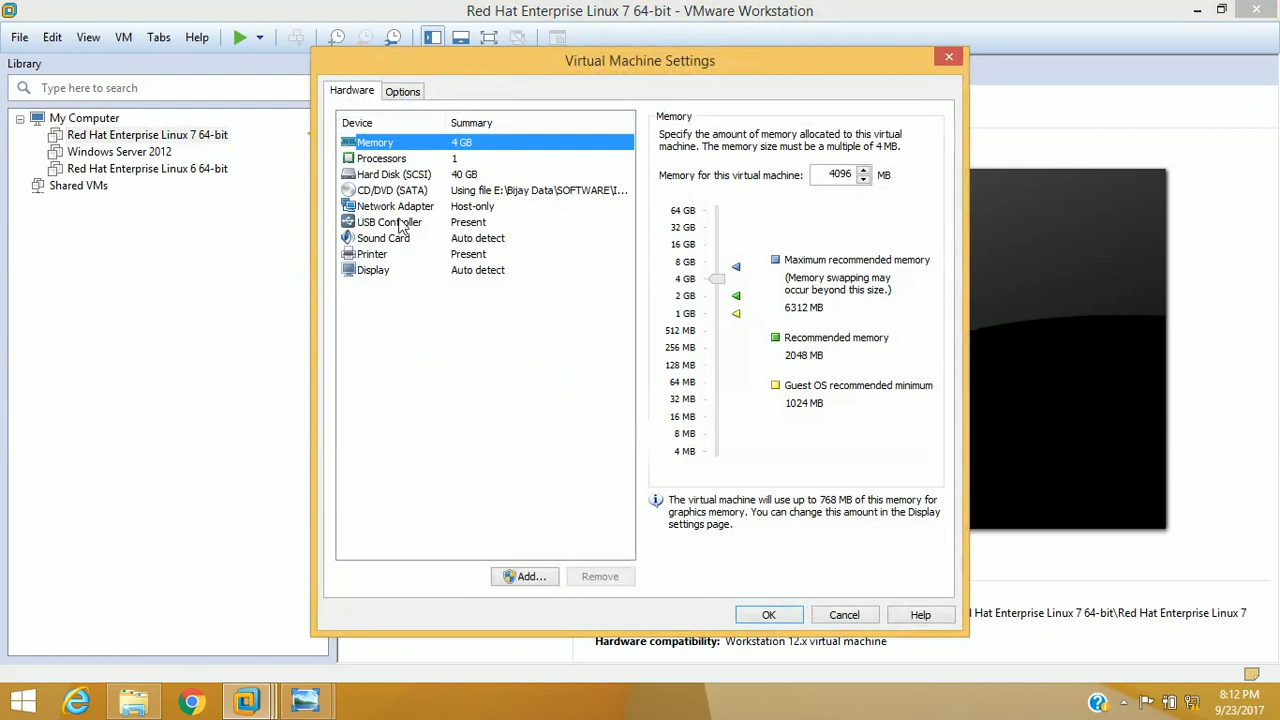 Red Hat Enterprise Linux 7 64-bit - VMware Workstation
File Edit View VM Tabs Help
Library
Type here to search
My Computer
Red Hat Enterprise Linux 7 64-bit
Windows Server 2012
Red Hat Enterprise Linux 6 64-bit
Shared VMs
Virtual Machine Settings
Hardware Options
Device Summary
Memory 4 GB
Processors 1
Hard Disk (SCSI) 40 GB
CD/DVD (SATA) Using file E:\Bijay Data\SOFTWARE\I...
Network Adapter Host-only
USB Controller Present
Sound Card Auto detect
Printer Present
Display Auto detect
Add... Remove
Memory
Specify the amount of memory allocated to this virtual
machine. The memory size must be a multiple of 4 MB.
Memory for this virtual machine: 4096 MB
64 GB
32 GB
16 GB
8 GB
4 GB
2 GB
1 GB
512 MB
256 MB
128 MB
64 MB
32 MB
16 MB
8 MB
4 MB
Maximum recommended memory
(Memory swapping may
occur beyond this size.)
6312 MB
Recommended memory
2048 MB
Guest OS recommended minimum
1024 MB
The virtual machine will use up to 768 MB of this memory for
graphics memory. You can change this amount in the Display
settings page.
OK Cancel Help
Hat Enterprise Linux 7 64-bit\Red Hat Enterprise Linux 7
Hardware compatibility: Workstation 12.x virtual machine
8:12 PM
9/23/2017